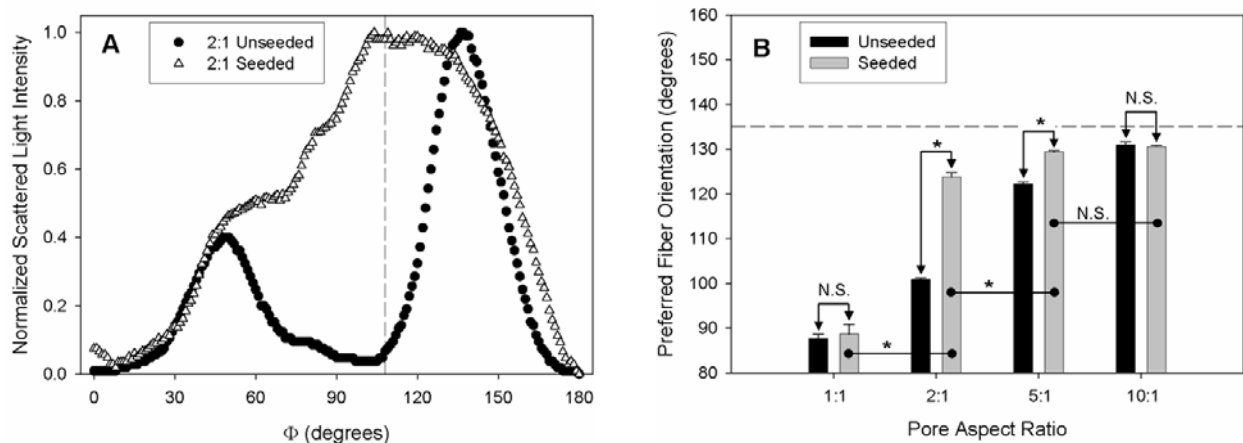 A
2:1 Unseeded
2:1 Seeded
Normalized Scattered Light Intensity
1.0
0.8
0.6
0.4
0.2
0.0
0
30
60
90
120
150
180
Φ (degrees)
B
Unseeded
Seeded
Preferred Fiber Orientation (degrees)
160
150
140
130
120
110
100
90
80
N.S.
*
*
N.S.
N.S.
*
*
1:1
2:1
5:1
10:1
Pore Aspect Ratio